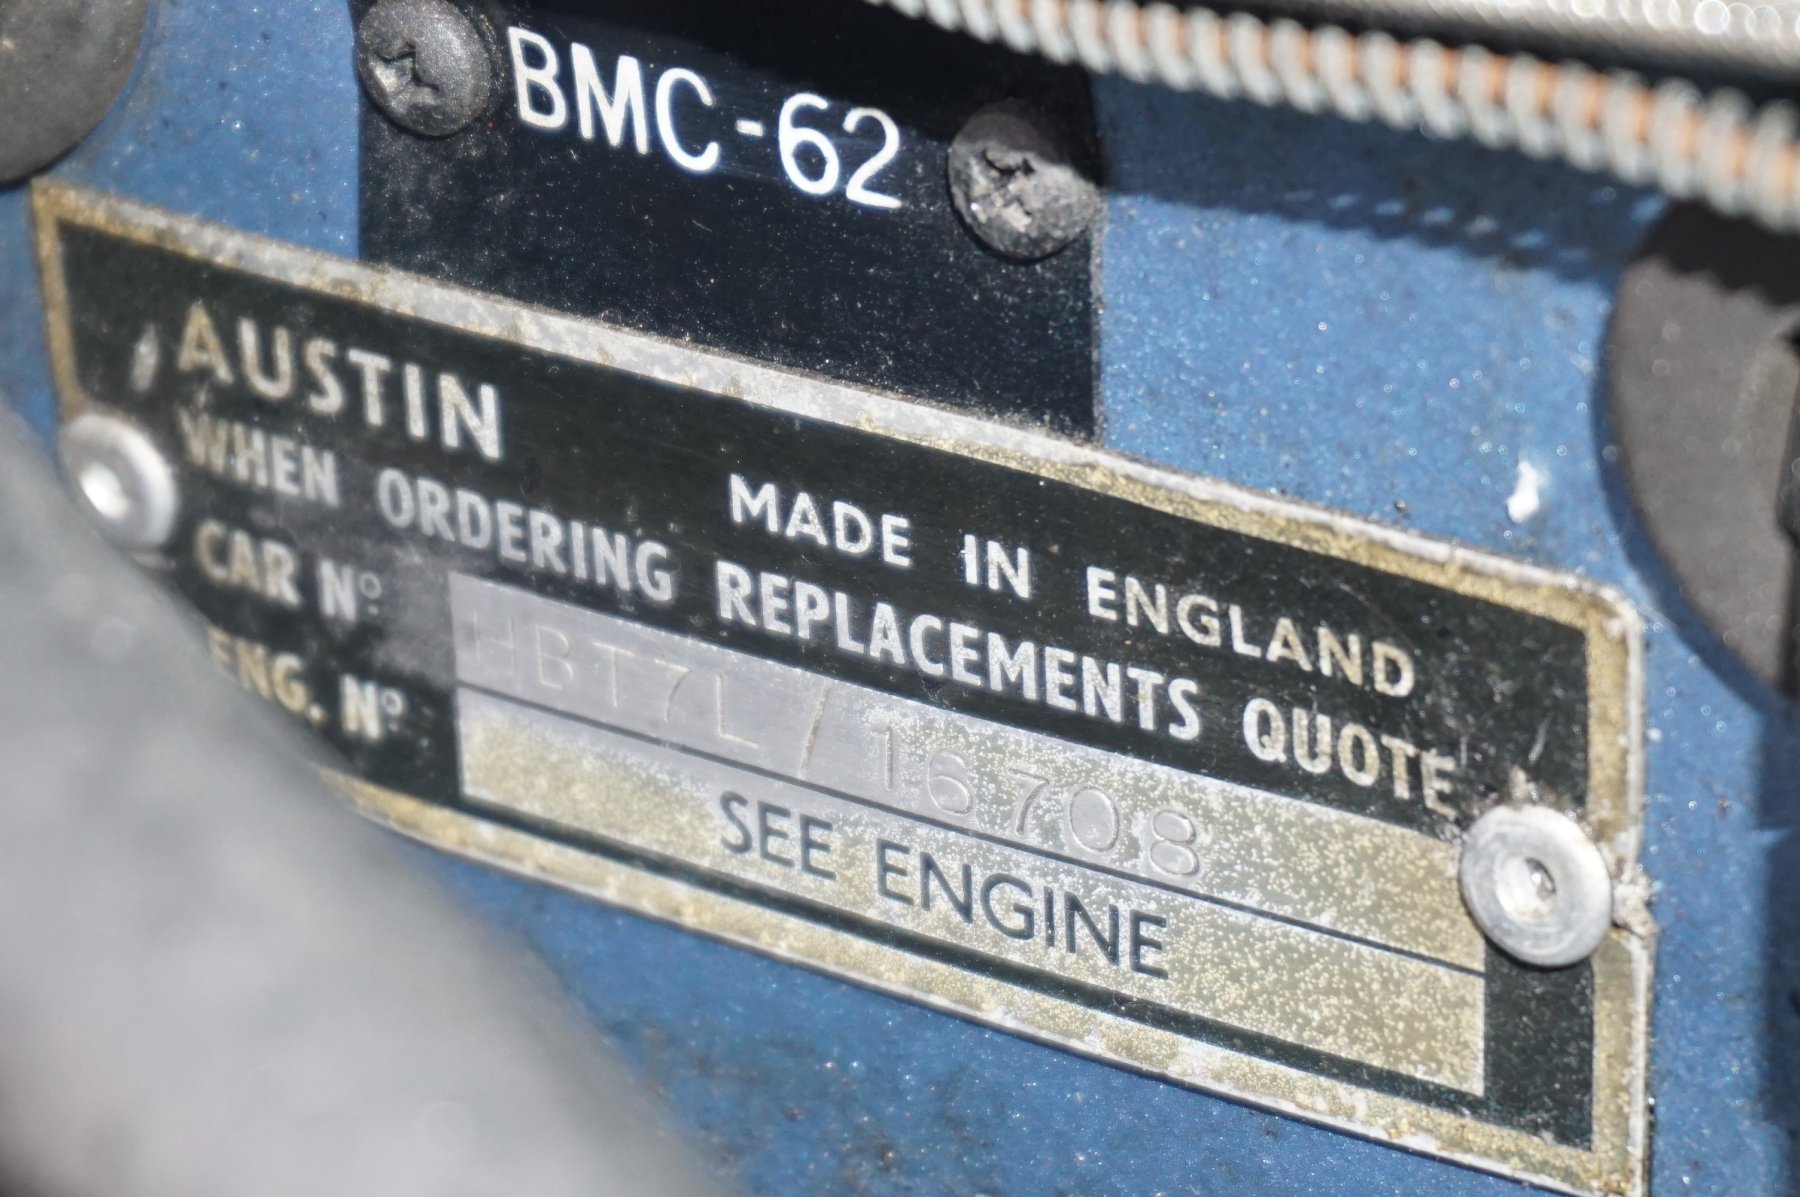 BMC-62
AUSTIN
MADE IN ENGLAND
WHEN ORDERING REPLACEMENTS QUOTE
CAR Nº HBT7L/16708
ENG. Nº SEE ENGINE